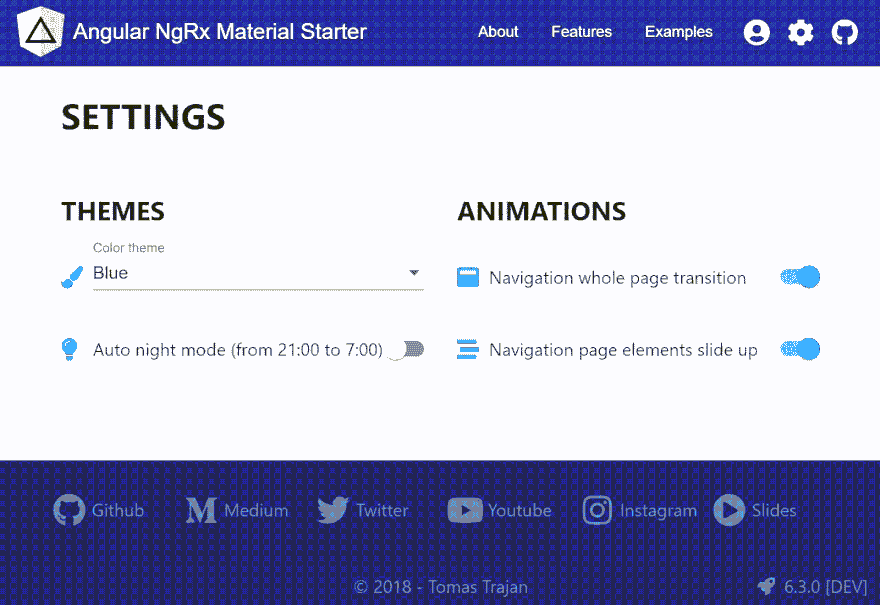 Angular NgRx Material Starter About Features Examples
SETTINGS
THEMES
Color theme
Blue
Auto night mode (from 21:00 to 7:00)
ANIMATIONS
Navigation whole page transition
Navigation page elements slide up
Github Medium Twitter Youtube Instagram Slides
© 2018 - Tomas Trajan 6.3.0 [DEV]